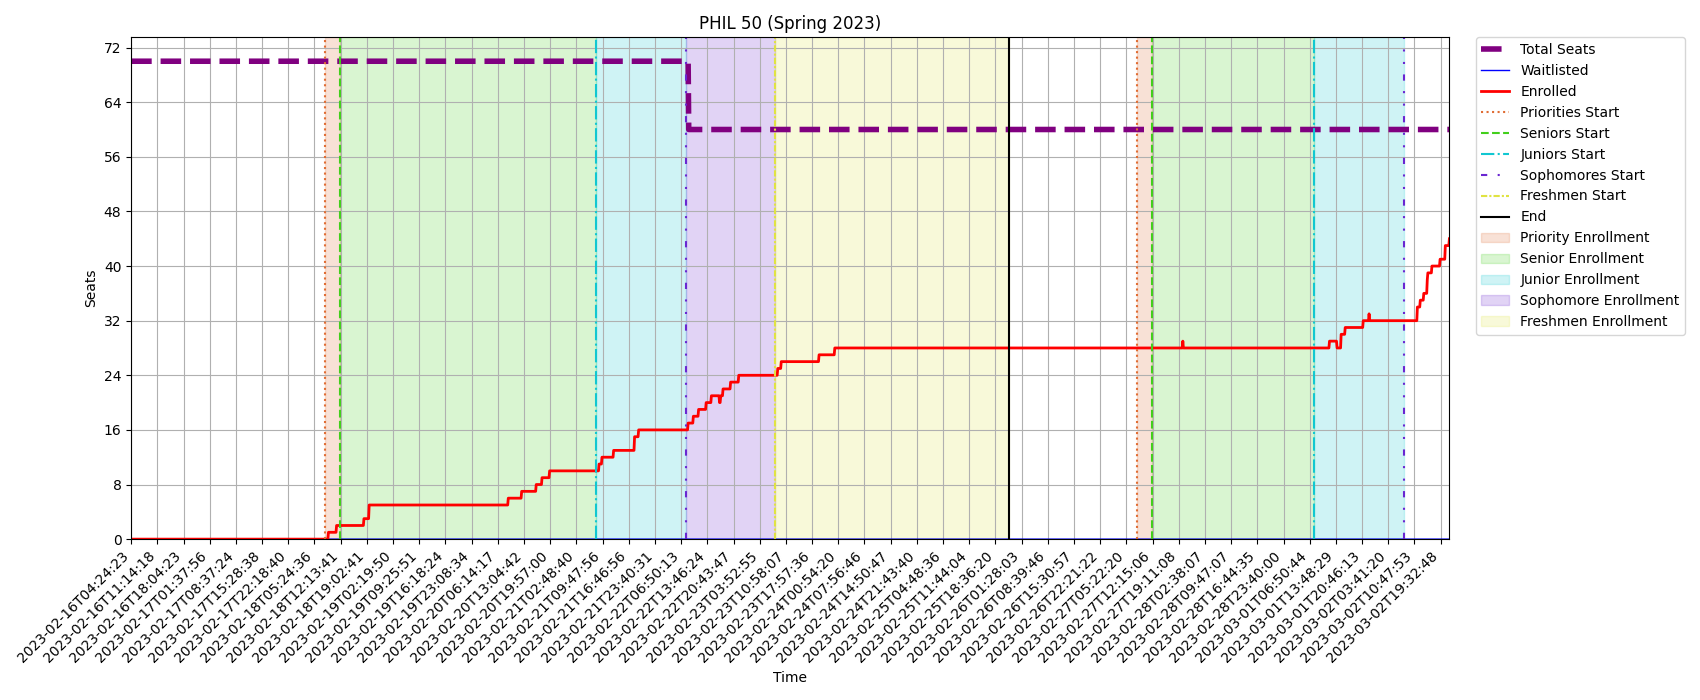 PHIL 50 (Spring 2023)
Seats
72
64
56
48
40
32
24
16
8
0
2023-02-16T04:24:23
2023-02-16T11:14:18
2023-02-16T18:04:23
2023-02-17T01:37:56
2023-02-17T08:37:24
2023-02-17T15:28:38
2023-02-17T22:18:40
2023-02-18T05:24:36
2023-02-18T12:13:41
2023-02-18T19:02:41
2023-02-19T02:19:50
2023-02-19T09:25:51
2023-02-19T16:18:24
2023-02-19T23:08:34
2023-02-20T06:14:17
2023-02-20T13:04:42
2023-02-20T19:57:00
2023-02-21T02:48:40
2023-02-21T09:47:56
2023-02-21T16:46:56
2023-02-21T23:40:31
2023-02-22T06:50:13
2023-02-22T13:46:24
2023-02-22T20:43:47
2023-02-23T03:52:55
2023-02-23T10:58:07
2023-02-23T17:57:36
2023-02-24T00:54:20
2023-02-24T07:56:46
2023-02-24T14:50:47
2023-02-24T21:43:40
2023-02-25T04:48:36
2023-02-25T11:44:04
2023-02-25T18:36:20
2023-02-26T01:28:03
2023-02-26T08:39:46
2023-02-26T15:30:57
2023-02-26T22:21:22
2023-02-27T05:22:20
2023-02-27T12:15:06
2023-02-27T19:11:08
2023-02-28T02:38:07
2023-02-28T09:47:07
2023-02-28T16:44:35
2023-02-28T23:40:00
2023-03-01T06:50:44
2023-03-01T13:48:29
2023-03-01T20:46:13
2023-03-02T03:41:20
2023-03-02T10:47:53
2023-03-02T19:32:48
Time
Total Seats
Waitlisted
Enrolled
Priorities Start
Seniors Start
Juniors Start
Sophomores Start
Freshmen Start
End
Priority Enrollment
Senior Enrollment
Junior Enrollment
Sophomore Enrollment
Freshmen Enrollment